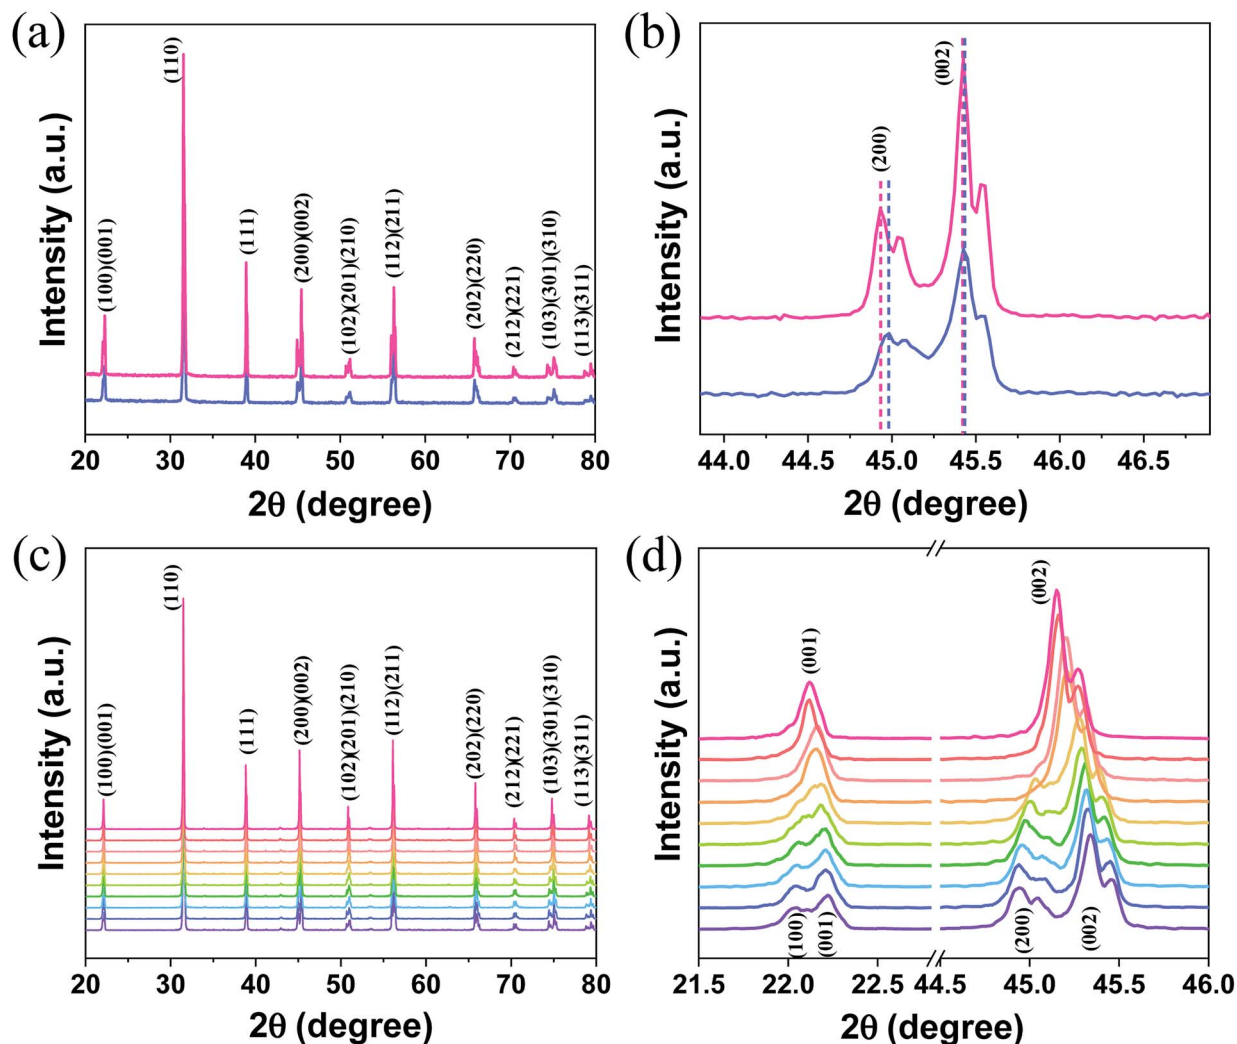 (a)
Intensity (a.u.)
(100)(001)
(110)
(111)
(200)(002)
(102)(201)(210)
(112)(211)
(202)(220)
(212)(221)
(103)(301)(310)
(113)(311)
20 30 40 50 60 70 80
2θ (degree)
(b)
Intensity (a.u.)
(200)
(002)
44.0 44.5 45.0 45.5 46.0 46.5
2θ (degree)
(c)
Intensity (a.u.)
(100)(001)
(110)
(111)
(200)(002)
(102)(201)(210)
(112)(211)
(202)(220)
(212)(221)
(103)(301)(310)
(113)(311)
20 30 40 50 60 70 80
2θ (degree)
(d)
Intensity (a.u.)
(001)
(002)
(100)
(001)
(200)
(002)
21.5 22.0 22.5 44.5 45.0 45.5 46.0
2θ (degree)